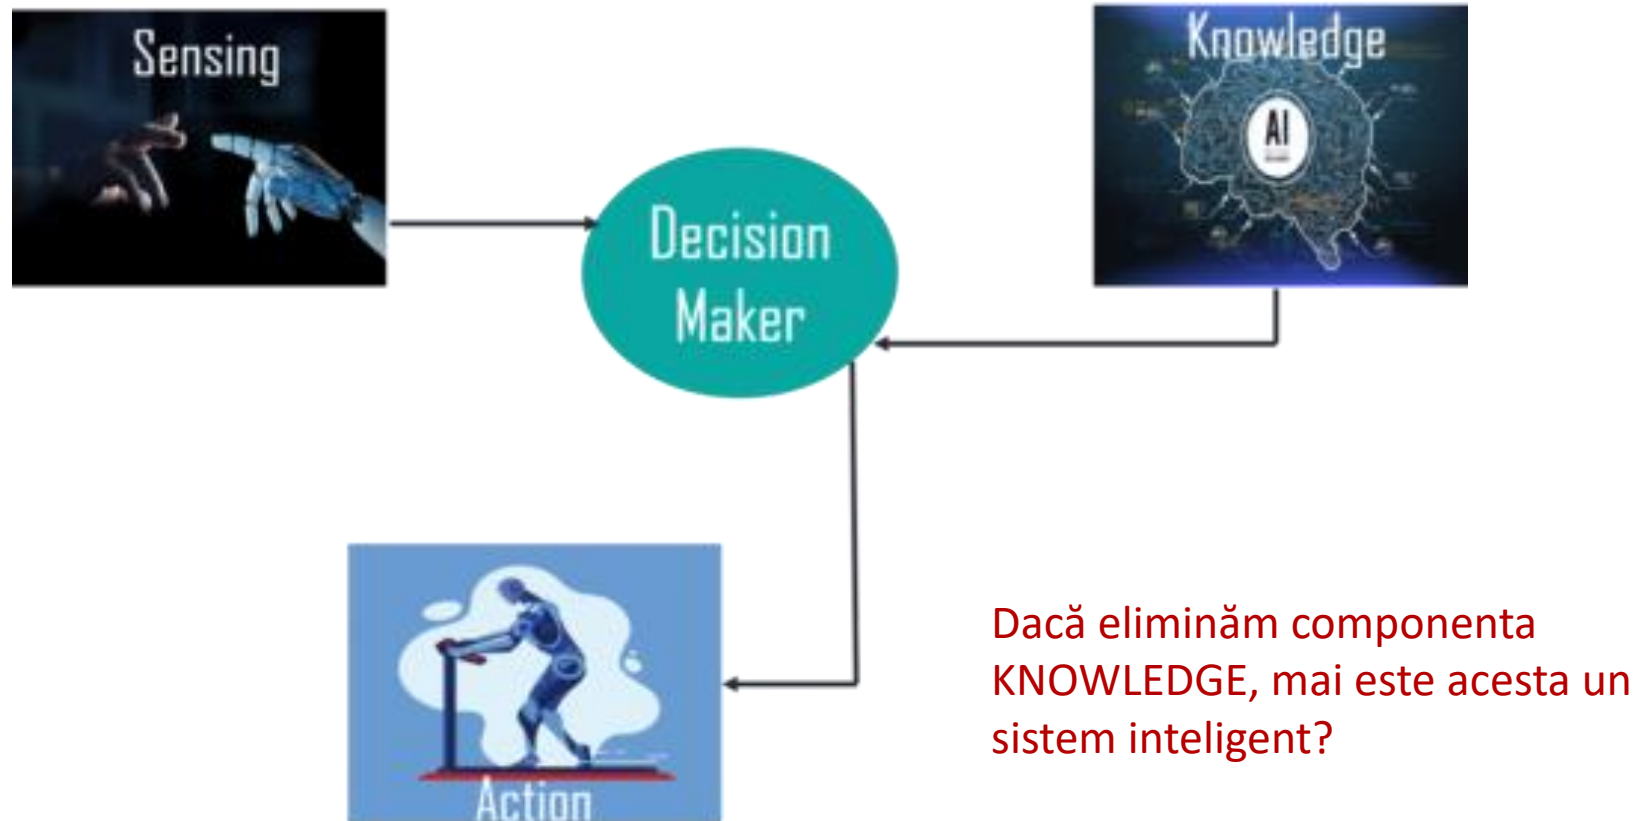 Sensing
Knowledge
AI
Decision
Maker
Action
Dacă eliminăm componenta
KNOWLEDGE, mai este acesta un
sistem inteligent?